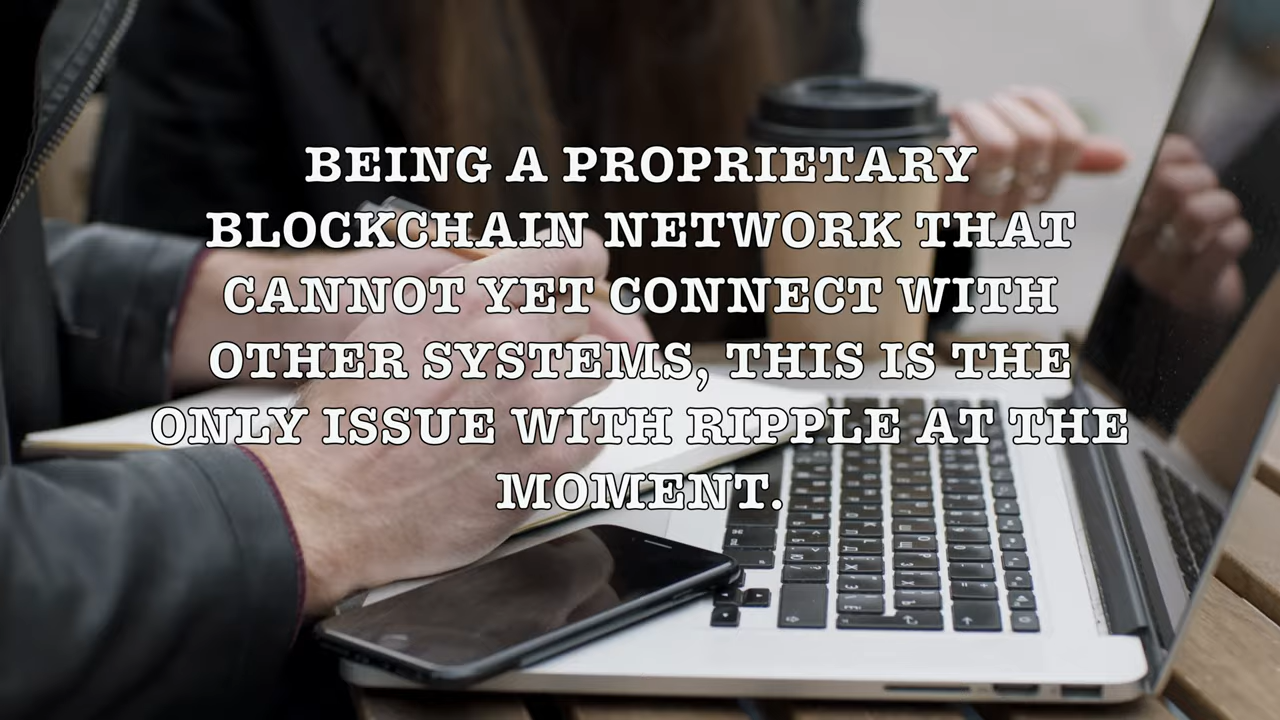 BEING A PROPRIETARY
BLOCKCHAIN NETWORK THAT
CANNOT YET CONNECT WITH
OTHER SYSTEMS, THIS IS THE
ONLY ISSUE WITH RIPPLE AT THE
MOMENT.